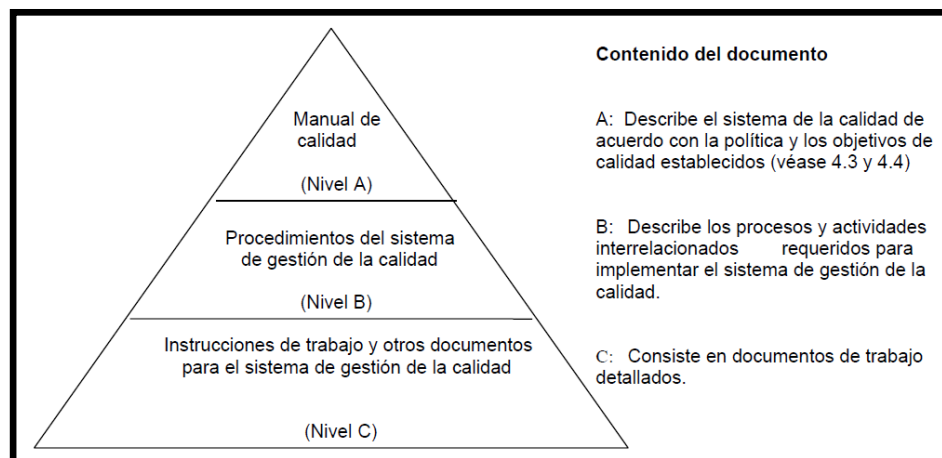 Manual de
calidad
(Nivel A)
Procedimientos del sistema
de gestión de la calidad
(Nivel B)
Instrucciones de trabajo y otros documentos
para el sistema de gestión de la calidad
(Nivel C)
Contenido del documento
A: Describe el sistema de la calidad de
acuerdo con la política y los objetivos de
calidad establecidos (véase 4.3 y 4.4)
B: Describe los procesos y actividades
interrelacionados requeridos para
implementar el sistema de gestión de la
calidad.
C: Consiste en documentos de trabajo
detallados.